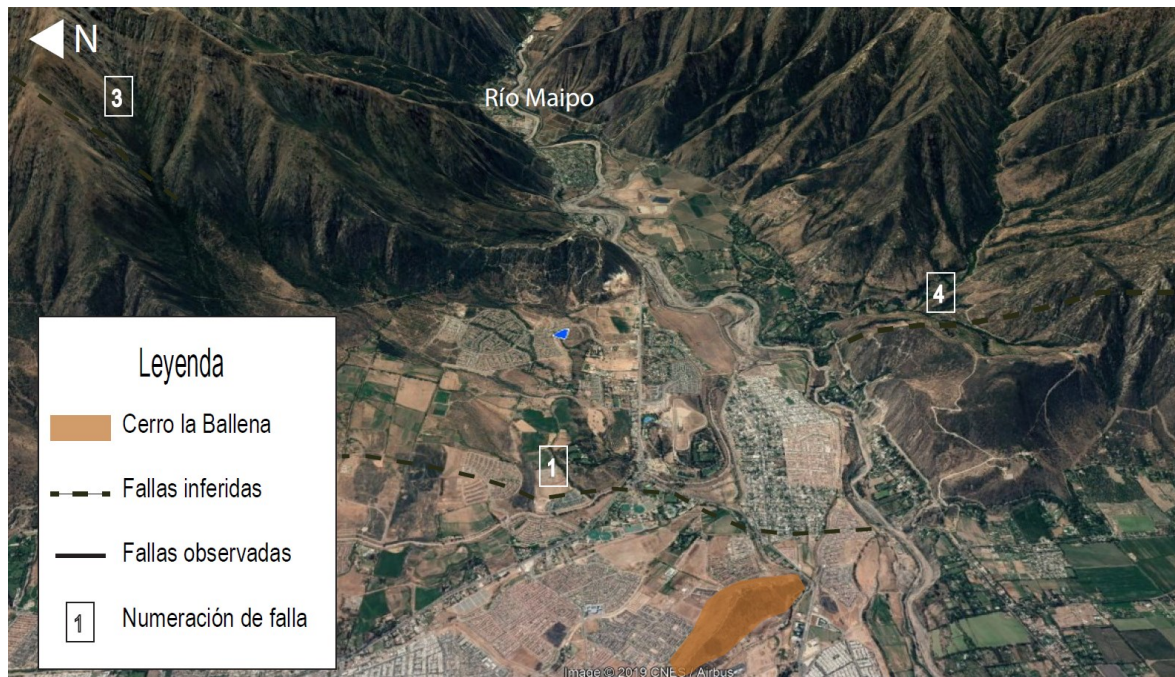 N
3
Río Maipo
4
1
Leyenda
Cerro la Ballena
Fallas inferidas
Fallas observadas
1
Numeración de falla
Image © 2019 CNES / Airbus